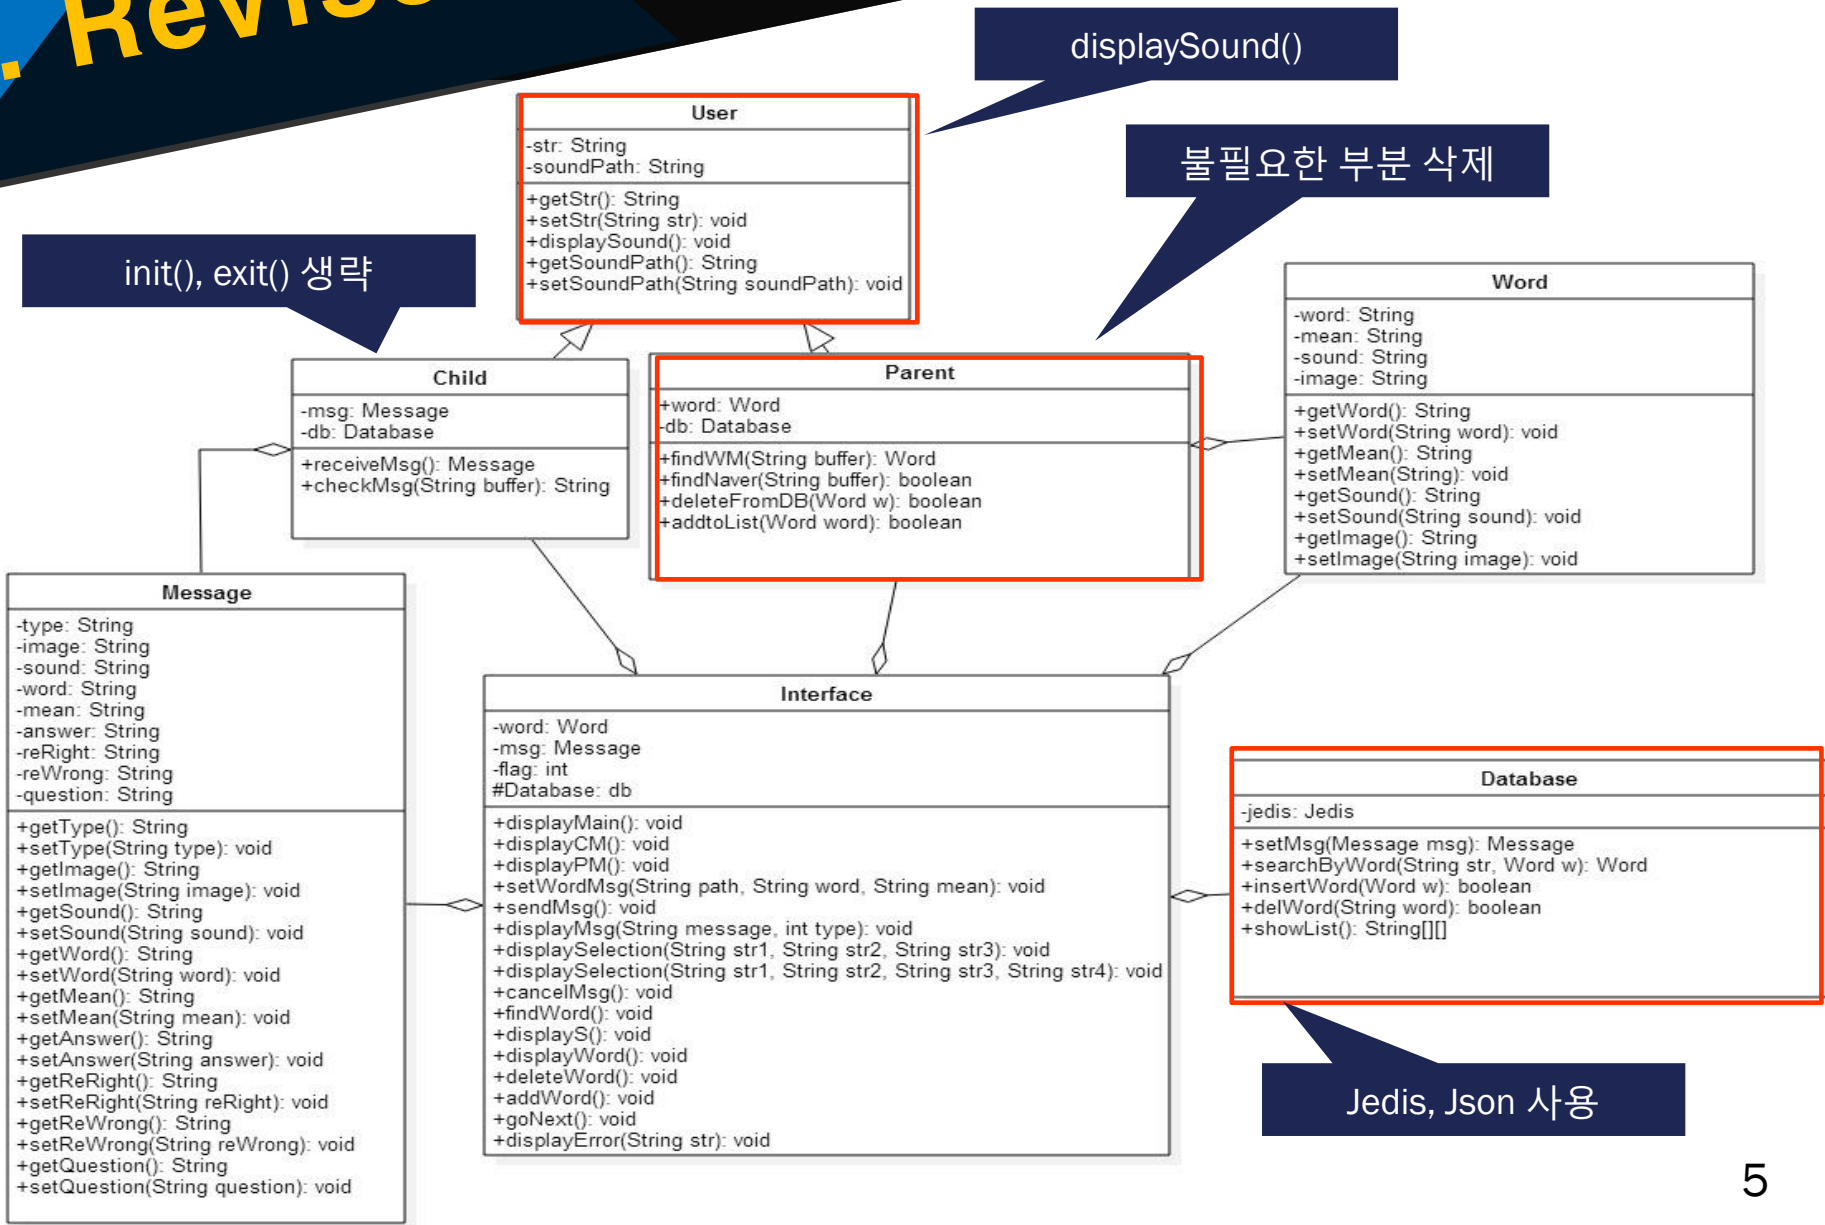 . Revise
displaySound()
불필요한 부분 삭제
init(), exit() 생략
User
-str: String
-soundPath: String
+getStr(): String
+setStr(String str): void
+displaySound(): void
+getSoundPath(): String
+setSoundPath(String soundPath): void
Child
-msg: Message
-db: Database
+receiveMsg(): Message
+checkMsg(String buffer): String
Parent
+word: Word
-db: Database
+findWM(String buffer): Word
+findNaver(String buffer): boolean
+deleteFromDB(Word w): boolean
+addtoList(Word word): boolean
Word
-word: String
-mean: String
-sound: String
-image: String
+getWord(): String
+setWord(String word): void
+getMean(): String
+setMean(String): void
+getSound(): String
+setSound(String sound): void
+getImage(): String
+setImage(String image): void
Message
-type: String
-image: String
-sound: String
-word: String
-mean: String
-answer: String
-reRight: String
-reWrong: String
-question: String
+getType(): String
+setType(String type): void
+getImage(): String
+setImage(String image): void
+getSound(): String
+setSound(String sound): void
+getWord(): String
+setWord(String word): void
+getMean(): String
+setMean(String mean): void
+getAnswer(): String
+setAnswer(String answer): void
+getReRight(): String
+setReRight(String reRight): void
+getReWrong(): String
+setReWrong(String reWrong): void
+getQuestion(): String
+setQuestion(String question): void
Interface
-word: Word
-msg: Message
-flag: int
#Database: db
+displayMain(): void
+displayCM(): void
+displayPM(): void
+setWordMsg(String path, String word, String mean): void
+sendMsg(): void
+displayMsg(String message, int type): void
+displaySelection(String str1, String str2, String str3): void
+displaySelection(String str1, String str2, String str3, String str4): void
+cancelMsg(): void
+findWord(): void
+displayS(): void
+displayWord(): void
+deleteWord(): void
+addWord(): void
+goNext(): void
+displayError(String str): void
Database
-jedis: Jedis
+setMsg(Message msg): Message
+searchByWord(String str, Word w): Word
+insertWord(Word w): boolean
+delWord(String word): boolean
+showList(): String[][]
Jedis, Json 사용
5